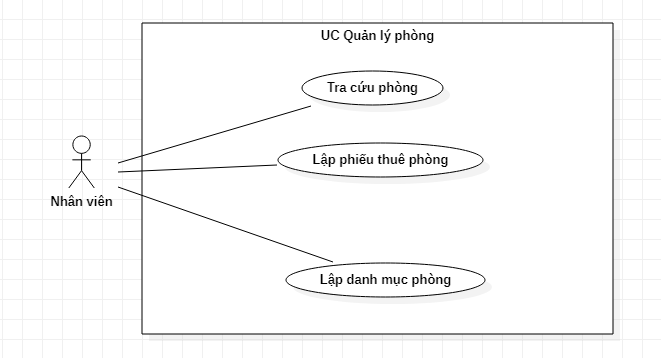 UC Quản lý phòng
Tra cứu phòng
Lập phiếu thuê phòng
Nhân viên
Lập danh mục phòng